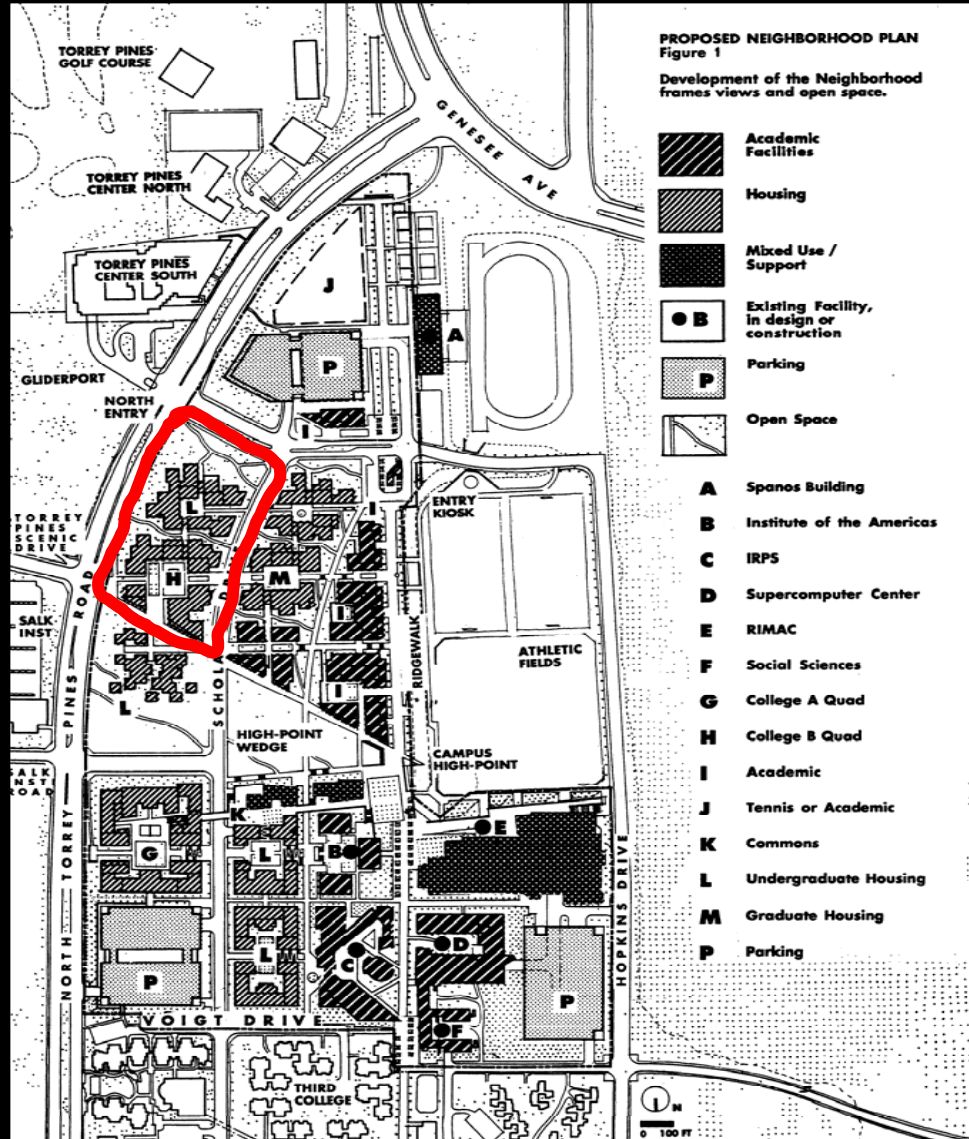 PROPOSED NEIGHBORHOOD PLAN
Figure 1
Development of the Neighborhood
frames views and open space.
Academic
Facilities
Housing
Mixed Use /
Support
B
Existing Facility,
in design or
construction
P
Parking
Open Space
A Spanos Building
B Institute of the Americas
C IRPS
D Supercomputer Center
E RIMAC
F Social Sciences
G College A Quad
H College B Quad
I Academic
J Tennis or Academic
K Commons
L Undergraduate Housing
M Graduate Housing
P Parking
TORREY PINES
GOLF COURSE
GENESEE AVE
TORREY PINES
CENTER NORTH
TORREY PINES
CENTER SOUTH
J
A
P
GLIDERPORT
NORTH
ENTRY
I
L
ENTRY
KIOSK
I
TORREY
PINES
SCENIC
DRIVE
H
M
I
SALK
INST
ATHLETIC
FIELDS
RIDGEWALK
I
L
HIGH-POINT
WEDGE
CAMPUS
HIGH-POINT
SALK
INST
ROAD
NORTH TORREY PINES ROAD
SCHOLA
DR
K
E
G
L
B
HOPKINS DRIVE
L
C
D
P
P
F
VOIGT DRIVE
THIRD
COLLEGE
N
0 100 FT